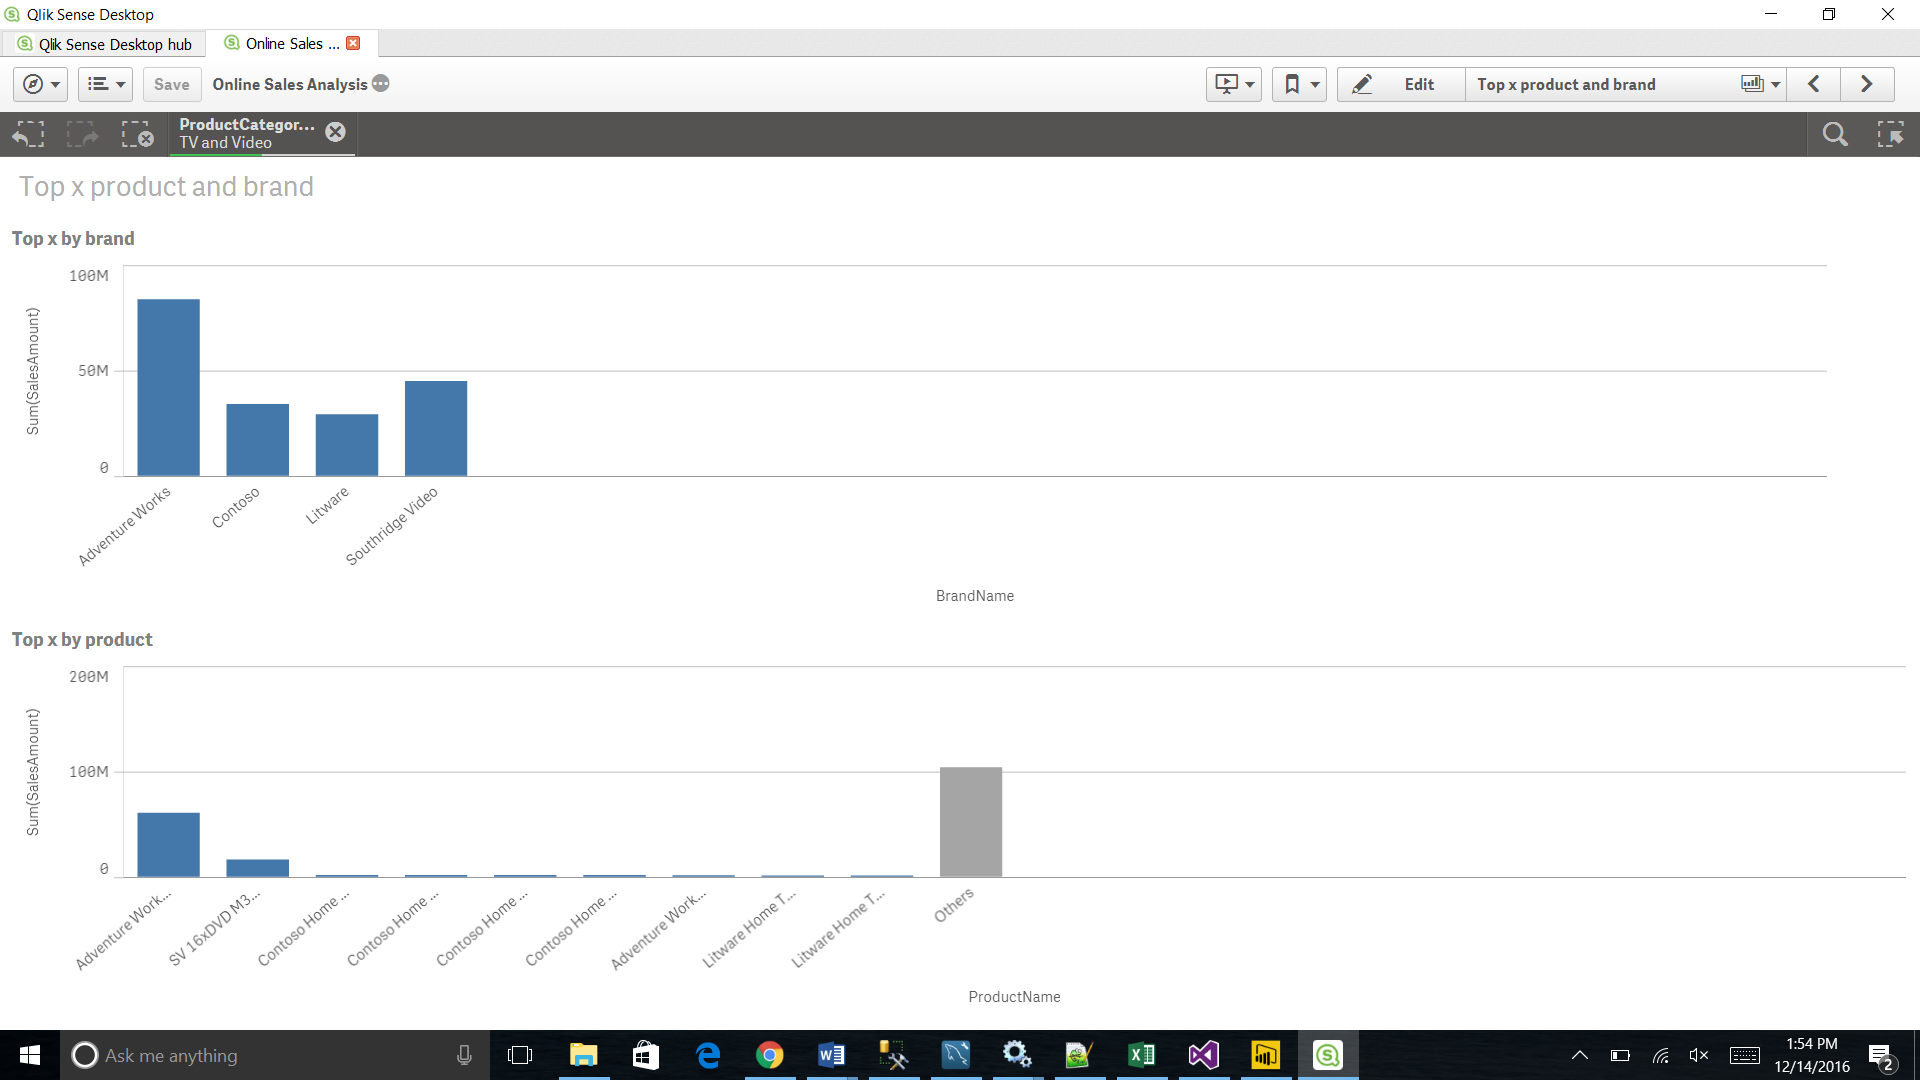 Qlik Sense Desktop
Qlik Sense Desktop hub
Online Sales ...
Save
Online Sales Analysis
Edit
Top x product and brand
ProductCategor...
TV and Video
Top x product and brand
Top x by brand
100M
50M
0
Sum(SalesAmount)
Adventure Works
Contoso
Litware
Southridge Video
BrandName
Top x by product
200M
100M
0
Sum(SalesAmount)
Adventure Work...
SV 16xDVD M3...
Contoso Home ...
Contoso Home ...
Contoso Home ...
Contoso Home ...
Adventure Work...
Litware Home T...
Litware Home T...
Others
ProductName
Ask me anything
1:54 PM
12/14/2016
2